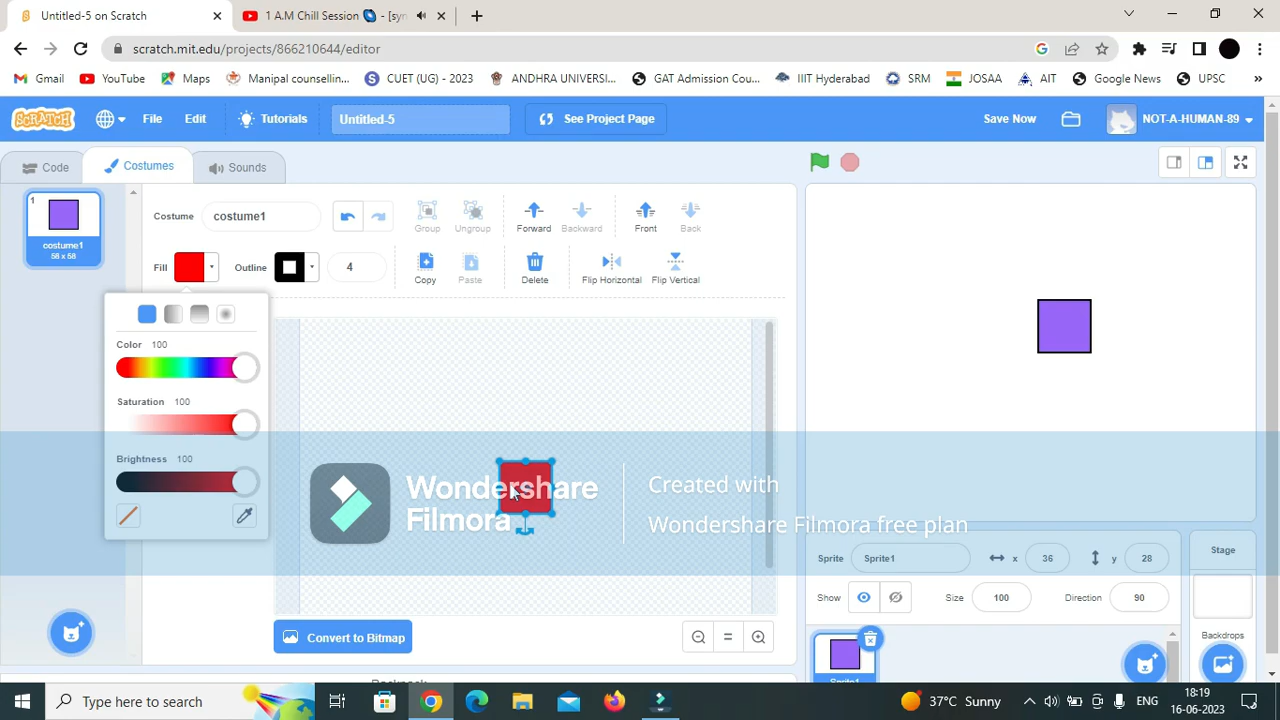 Untitled-5 on Scratch
1 A.M Chill Session
[syn
scratch.mit.edu/projects/866210644/editor
Gmail
YouTube
Maps
Manipal counselling...
CUET (UG) - 2023
ANDHRA UNIVERSI...
GAT Admission Cou...
IIIT Hyderabad
SRM
JOSAA
AIT
Google News
UPSC
»
SCRATCH
File
Edit
Tutorials
Untitled-5
See Project Page
Save Now
NOT-A-HUMAN-89
Code
Costumes
Sounds
1
costume1
58 x 58
Costume
costume1
Group
Ungroup
Forward
Backward
Front
Back
Fill
Outline
4
Copy
Paste
Delete
Flip Horizontal
Flip Vertical
Color 100
Saturation 100
Brightness 100
Wondershare
Filmora
Created with
Wondershare Filmora free plan
Convert to Bitmap
Sprite
Sprite1
x
36
y
28
Show
Size
100
Direction
90
Stage
Backdrops
Sprite1
Type here to search
37°C Sunny
ENG
18:19
16-06-2023